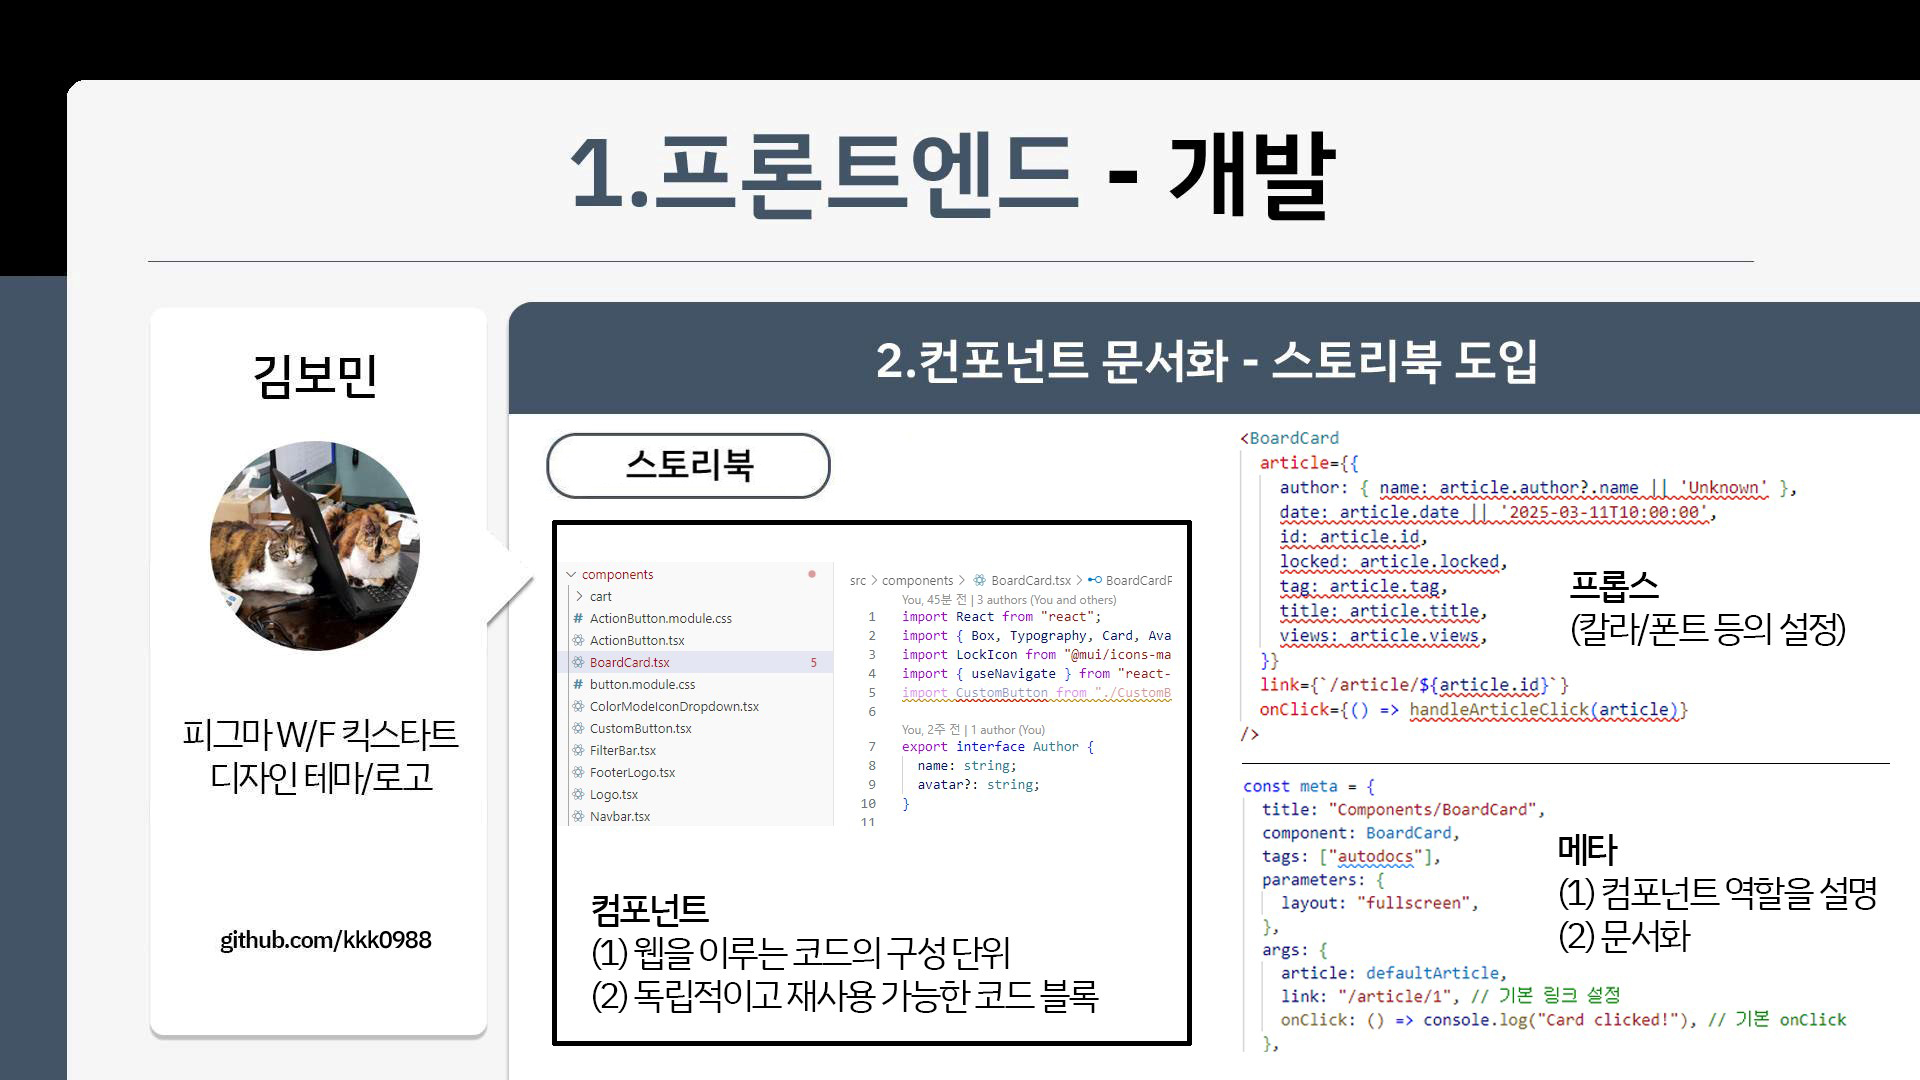 1.프론트엔드 - 개발
김보민
피그마 W/F 킥스타트
디자인 테마/로고
github.com/kkk0988
2.컨포넌트 문서화 - 스토리북 도입
스토리북
components
cart
ActionButton.module.css
ActionButton.tsx
BoardCard.tsx 5
button.module.css
ColorModeIconDropdown.tsx
CustomButton.tsx
FilterBar.tsx
FooterLogo.tsx
Logo.tsx
Navbar.tsx
src > components > BoardCard.tsx > BoardCardF
You, 45분 전 | 3 authors (You and others)
1 import React from "react";
2 import { Box, Typography, Card, Ava
3 import LockIcon from "@mui/icons-ma
4 import { useNavigate } from "react-
5 import CustomButton from "./CustomB
6
You, 2주 전 | 1 author (You)
7 export interface Author {
8 name: string;
9 avatar?: string;
10 }
11
컴포넌트
(1) 웹을 이루는 코드의 구성 단위
(2) 독립적이고 재사용 가능한 코드 블록
<BoardCard
article={{
author: { name: article.author?.name || 'Unknown' },
date: article.date || '2025-03-11T10:00:00',
id: article.id,
locked: article.locked,
tag: article.tag,
title: article.title,
views: article.views,
}}
link={`/article/${article.id}`}
onClick={() => handleArticleClick(article)}
/>
프롭스
(칼라/폰트 등의 설정)
const meta = {
title: "Components/BoardCard",
component: BoardCard,
tags: ["autodocs"],
parameters: {
layout: "fullscreen",
},
args: {
article: defaultArticle,
link: "/article/1", // 기본 링크 설정
onClick: () => console.log("Card clicked!"), // 기본 onClick
},
메타
(1) 컴포넌트 역할을 설명
(2) 문서화